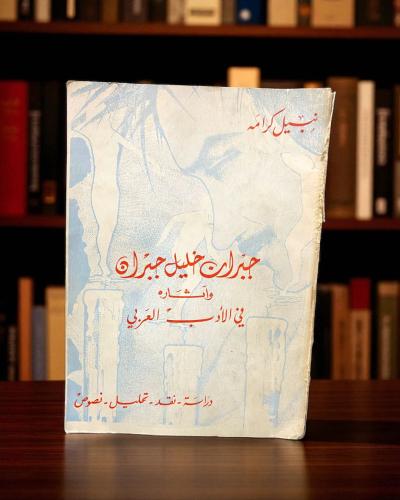 نبيل كرامه
جبران خليل جبران
وآثاره
في الأدب العربي
دراسة - نقد - تحليل - نصوص